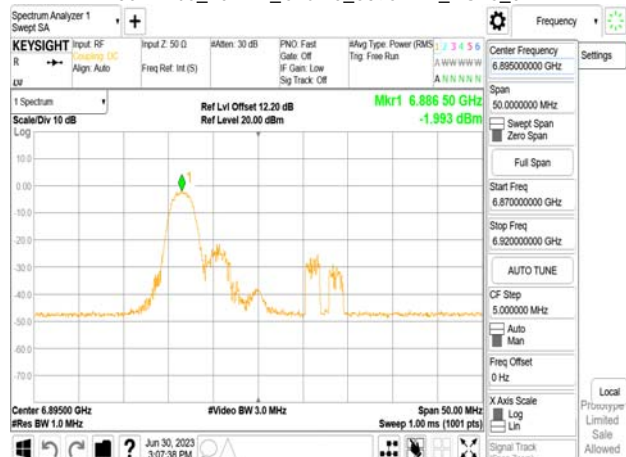 Spectrum Analyzer 1
Swept SA
Frequency
KEYSIGHT
R
Input: RF
Coupling: DC
Align: Auto
Input Z: 50 Ω
Freq Ref: Int (S)
#Atten: 30 dB
PNO: Fast
Gate: Off
IF Gain: Low
Sig Track: Off
#Avg Type: Power (RMS
Trig: Free Run
1 2 3 4 5 6
A W W W W W
A N N N N N
1 Spectrum
Scale/Div 10 dB
Ref Lvl Offset 12.20 dB
Ref Level 20.00 dBm
Mkr1 6.886 50 GHz
-1.993 dBm
Log
10.0
0.00
-10.0
-20.0
-30.0
-40.0
-50.0
-60.0
-70.0
1
Center 6.89500 GHz
#Res BW 1.0 MHz
#Video BW 3.0 MHz
Span 50.00 MHz
Sweep 1.00 ms (1001 pts)
Jun 30, 2023
3:07:38 PM
Center Frequency
6.895000000 GHz
Span
50.0000000 MHz
Swept Span
Zero Span
Full Span
Start Freq
6.870000000 GHz
Stop Freq
6.920000000 GHz
AUTO TUNE
CF Step
5.000000 MHz
Auto
Man
Freq Offset
0 Hz
X Axis Scale
Log
Lin
Signal Track
Settings
Local
Prototype
Limited
Sale
Allowed